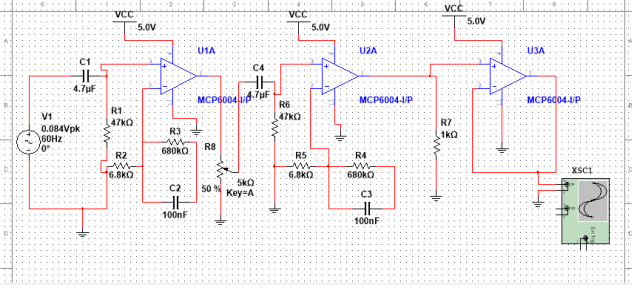 VCC
5.0V
VCC
5.0V
VCC
5.0V
U1A
U2A
U3A
C1
4.7µF
C4
4.7µF
MCP6004-I/P
MCP6004-I/P
MCP6004-I/P
V1
0.084Vpk
60Hz
0°
R1
47kΩ
R6
47kΩ
R7
1kΩ
R3
680kΩ
R8
R2
6.8kΩ
R5
6.8kΩ
R4
680kΩ
5kΩ
50 %
Key=A
C2
100nF
C3
100nF
XSC1